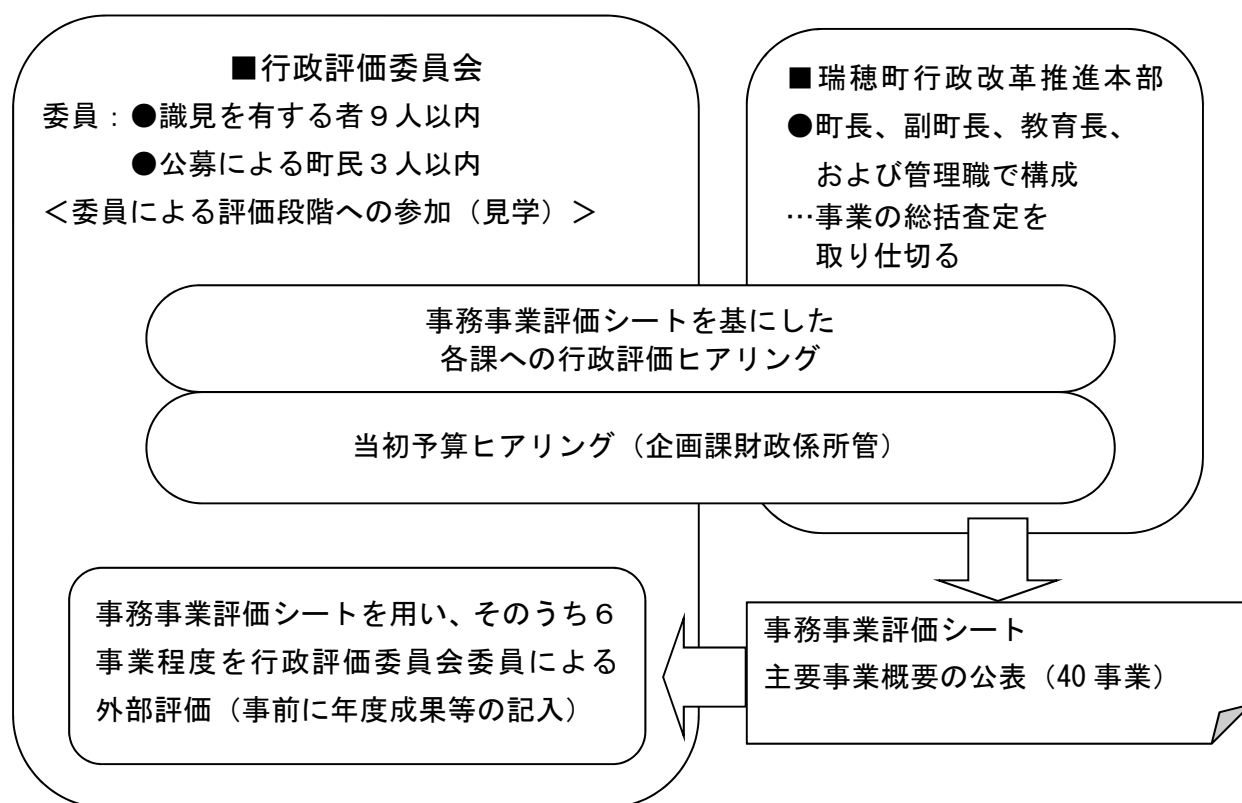 ■行政評価委員会
委員：●識見を有する者９人以内
●公募による町民３人以内
＜委員による評価段階への参加（見学）＞
■瑞穂町行政改革推進本部
●町長、副町長、教育長、
および管理職で構成
…事業の総括査定を
取り仕切る
事務事業評価シートを基にした
各課への行政評価ヒアリング
当初予算ヒアリング（企画課財政係所管）
事務事業評価シートを用い、そのうち６
事業程度を行政評価委員会委員による
外部評価（事前に年度成果等の記入）
事務事業評価シート
主要事業概要の公表（40 事業）